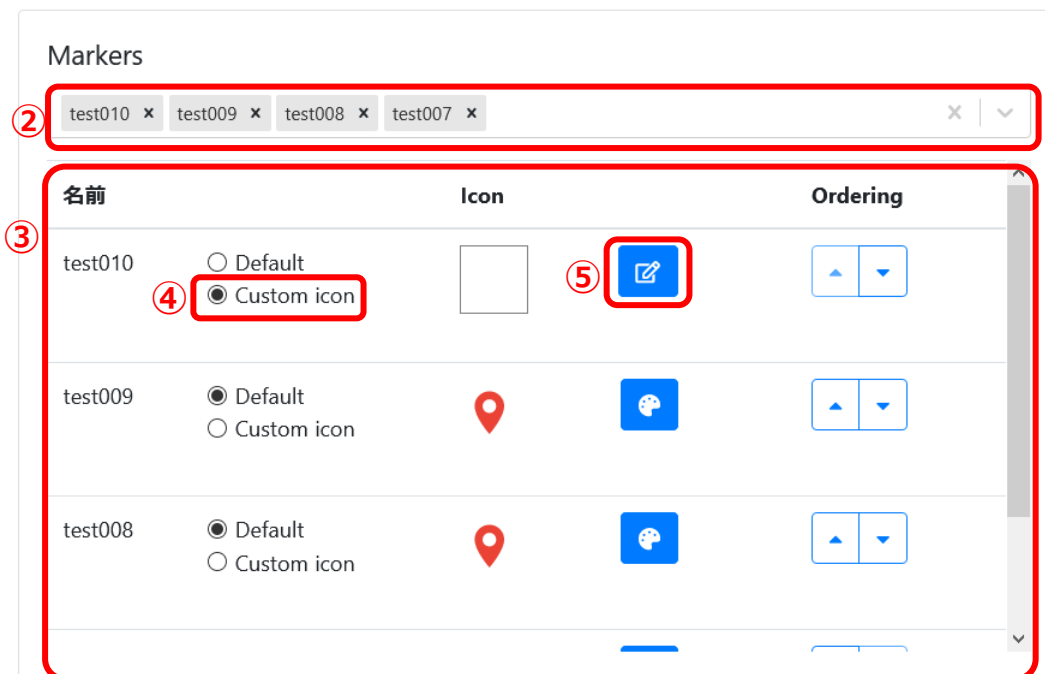 Markers
② test010 × test009 × test008 × test007 ×
③
名前 Icon Ordering
test010 Default ⑤
④ Custom icon
test009 Default
Custom icon
test008 Default
Custom icon